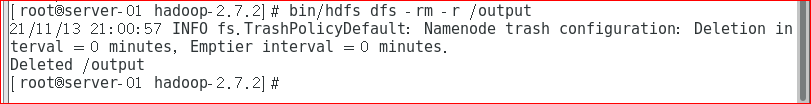 [root@server-01 hadoop-2.7.2]# bin/hdfs dfs -rm -r /output
21/11/13 21:00:57 INFO fs.TrashPolicyDefault: Namenode trash configuration: Deletion in
terval = 0 minutes, Emptier interval = 0 minutes.
Deleted /output
[root@server-01 hadoop-2.7.2]#